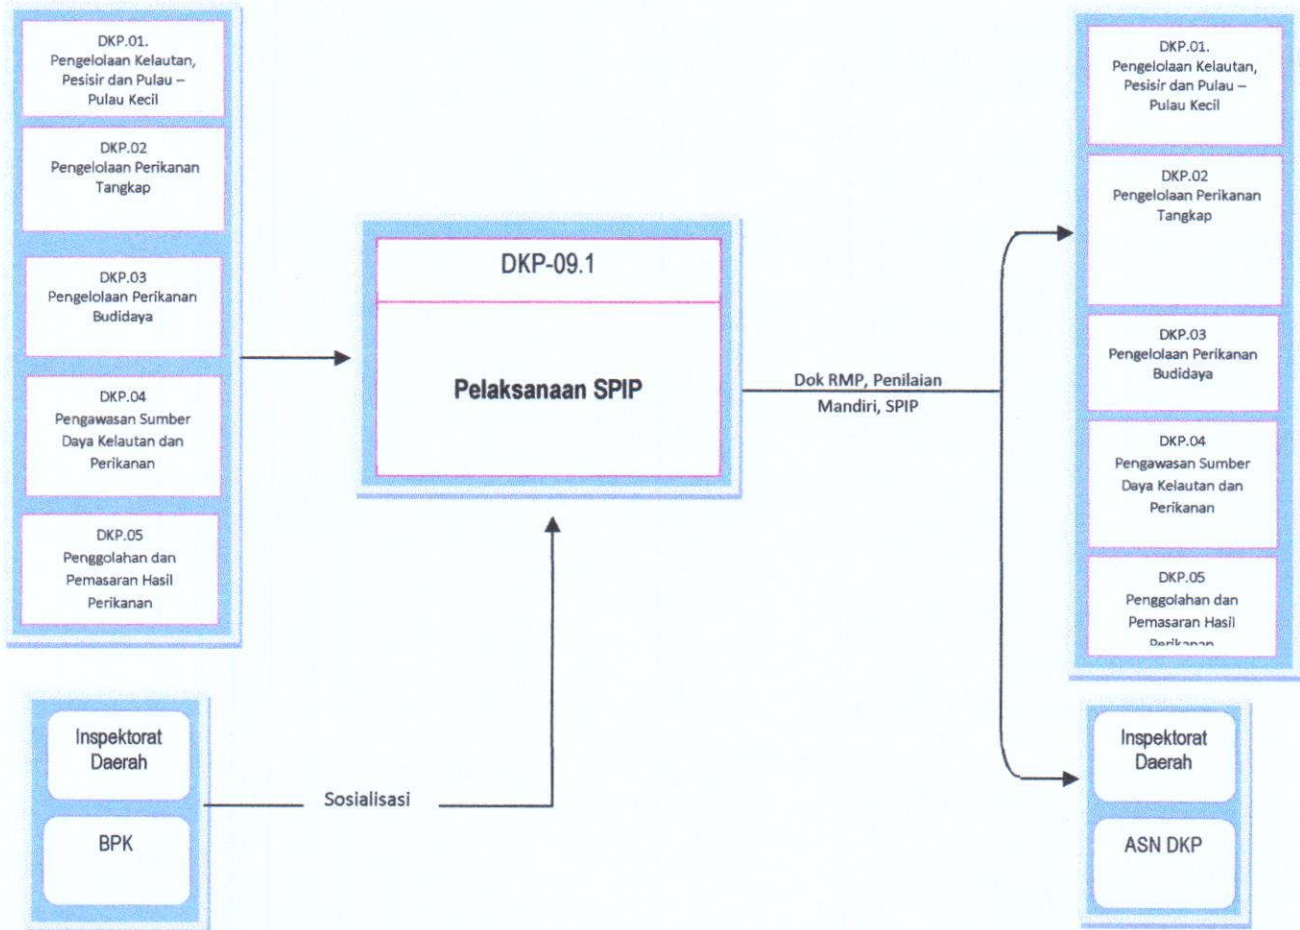 DKP.01.
Pengelolaan Kelautan,
Pesisir dan Pulau –
Pulau Kecil
DKP.02
Pengelolaan Perikanan
Tangkap
DKP.03
Pengelolaan Perikanan
Budidaya
DKP.04
Pengawasan Sumber
Daya Kelautan dan
Perikanan
DKP.05
Penggolahan dan
Pemasaran Hasil
Perikanan
Inspektorat
Daerah
BPK
Sosialisasi
DKP-09.1
Pelaksanaan SPIP
Dok RMP, Penilaian
Mandiri, SPIP
DKP.01.
Pengelolaan Kelautan,
Pesisir dan Pulau –
Pulau Kecil
DKP.02
Pengelolaan Perikanan
Tangkap
DKP.03
Pengelolaan Perikanan
Budidaya
DKP.04
Pengawasan Sumber
Daya Kelautan dan
Perikanan
DKP.05
Penggolahan dan
Pemasaran Hasil
Perikanan
Inspektorat
Daerah
ASN DKP